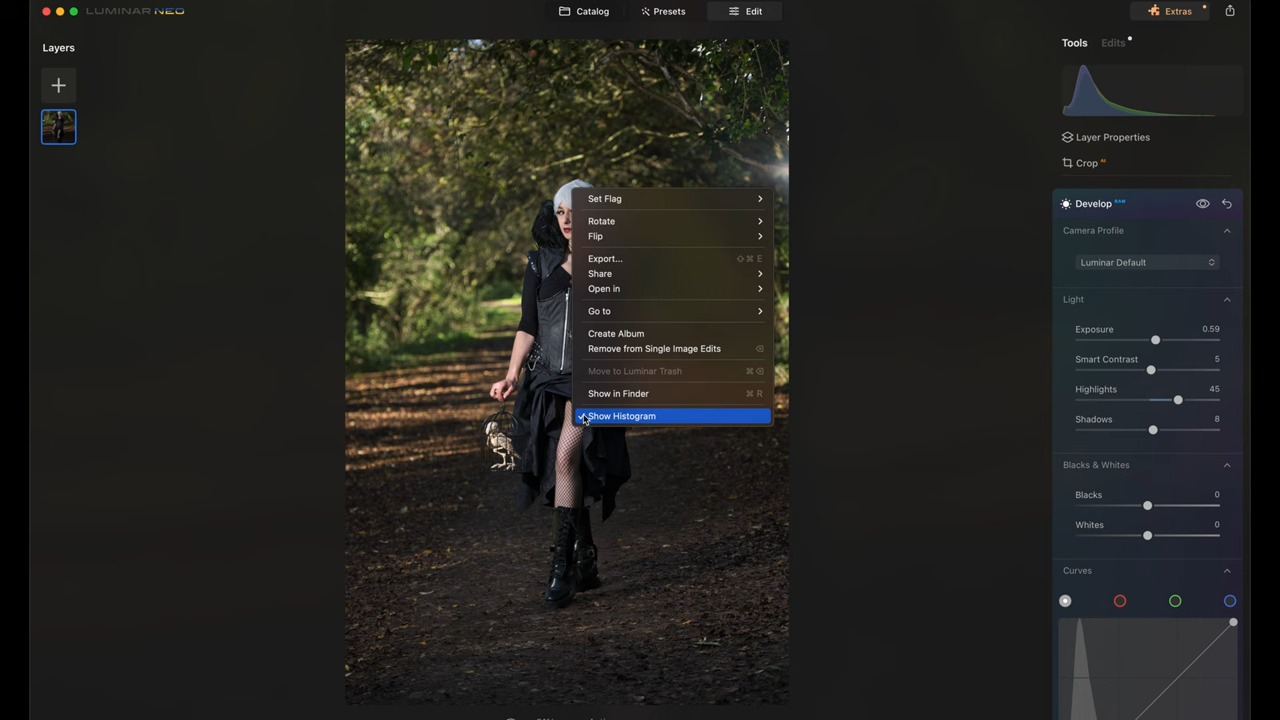 LUMINAR NEO
Catalog
Presets
Edit
Extras
Layers
Tools
Edits
Layer Properties
Crop AI
Set Flag
Rotate
Flip
Export... ⇧⌘ E
Share
Open in
Go to
Create Album
Remove from Single Image Edits
Move to Luminar Trash
Show in Finder ⌘ R
✓ Show Histogram
Develop RAW
Camera Profile
Luminar Default
Light
Exposure 0.59
Smart Contrast 5
Highlights 45
Shadows 8
Blacks & Whites
Blacks 0
Whites 0
Curves